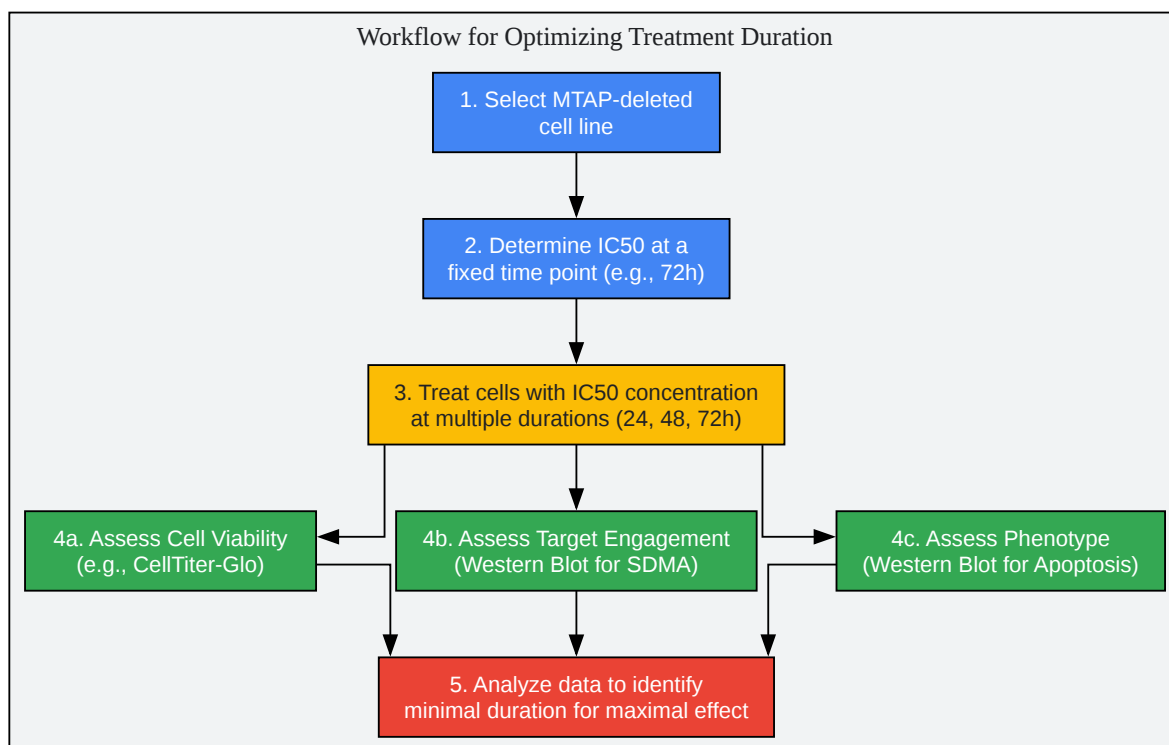 Workflow for Optimizing Treatment Duration
1. Select MTAP-deleted
cell line
2. Determine IC50 at a
fixed time point (e.g., 72h)
3. Treat cells with IC50 concentration
at multiple durations (24, 48, 72h)
4a. Assess Cell Viability
(e.g., CellTiter-Glo)
4b. Assess Target Engagement
(Western Blot for SDMA)
4c. Assess Phenotype
(Western Blot for Apoptosis)
5. Analyze data to identify
minimal duration for maximal effect